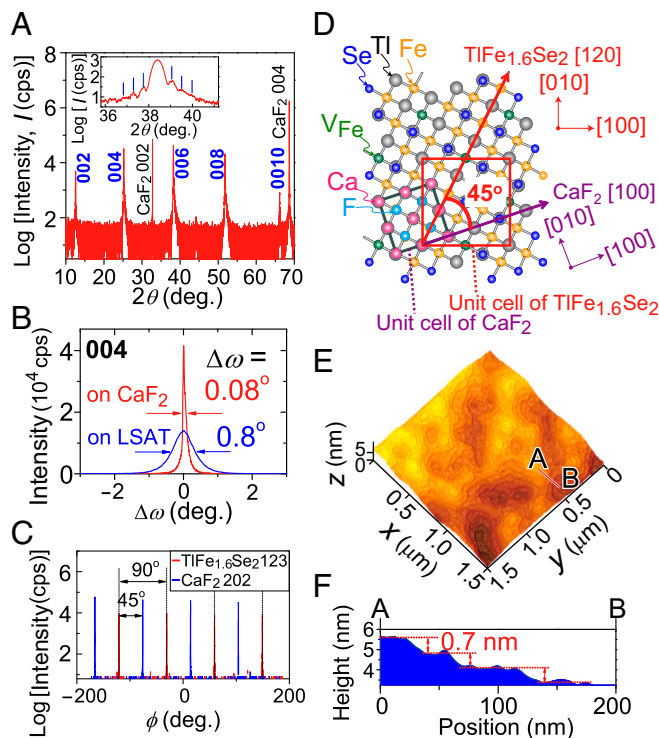 A
Log [Intensity, I (cps)]
8
6
4
2
10 20 30 40 50 60 70
2θ (deg.)
002
004
CaF2 002
006
008
0010
CaF2 004
Log [I (cps)]
3
2
1
36 38 40
2θ (deg.)
B
004
Intensity (10^4 cps)
4
2
0
−2 0 2
Δω (deg.)
Δω =
on CaF2 0.08°
on LSAT 0.8°
C
Log[Intensity(cps)]
7
6
4
2
-200 0 200
ϕ (deg.)
TlFe1.6Se2 123
CaF2 202
90°
45°
D
Tl
Se
Fe
TlFe1.6Se2 [120]
[010]
[100]
VFe
Ca
F
45°
CaF2 [100]
[010]
[100]
Unit cell of TlFe1.6Se2
Unit cell of CaF2
E
z (nm)
5
0
0.5
1.0
1.5
x (μm)
1.5
1.0
0.5
0
y (μm)
A
B
F
A B
Height (nm)
6
5
4
0.7 nm
0 100 200
Position (nm)